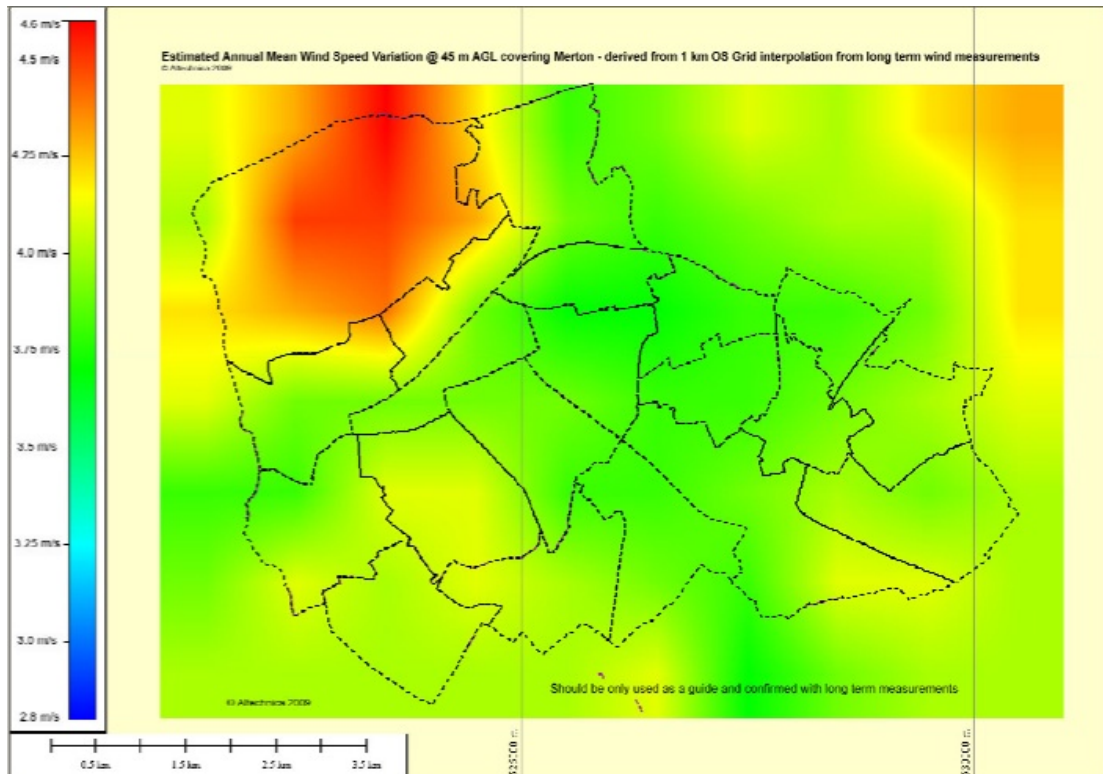 4.6 m/s
4.5 m/s
4.25 m/s
4.0 m/s
3.75 m/s
3.5 m/s
3.25 m/s
3.0 m/s
2.8 m/s
Estimated Annual Mean Wind Speed Variation @ 45 m AGL covering Merton - derived from 1 km OS Grid interpolation from long term wind measurements
© Altechnica 2009
Should be only used as a guide and confirmed with long term measurements
© Altechnica 2009
0.5 km
1.5 km
2.5 km
3.5 km